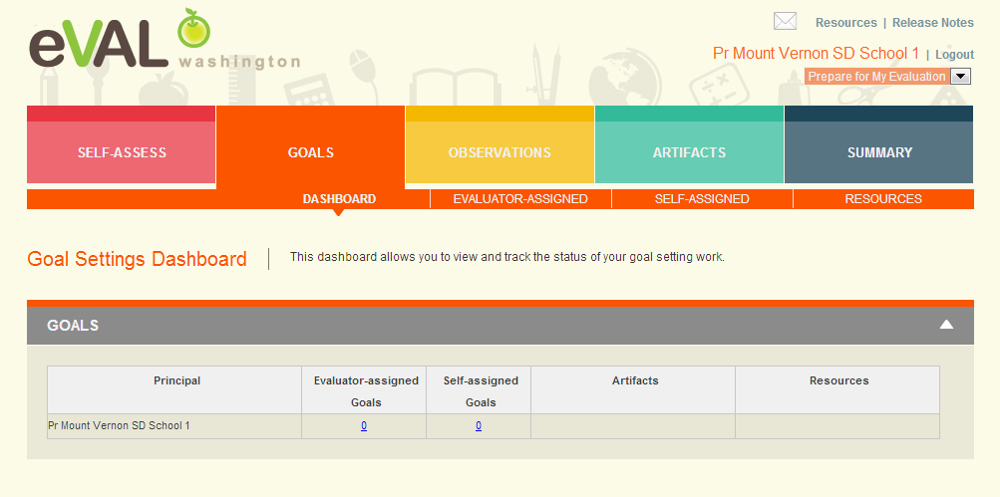 eVAL washington
Resources | Release Notes
Pr Mount Vernon SD School 1 | Logout
Prepare for My Evaluation
SELF-ASSESS GOALS OBSERVATIONS ARTIFACTS SUMMARY
DASHBOARD EVALUATOR-ASSIGNED SELF-ASSIGNED RESOURCES
Goal Settings Dashboard | This dashboard allows you to view and track the status of your goal setting work.
GOALS
Principal Evaluator-assigned Goals Self-assigned Goals Artifacts Resources
Pr Mount Vernon SD School 1 0 0